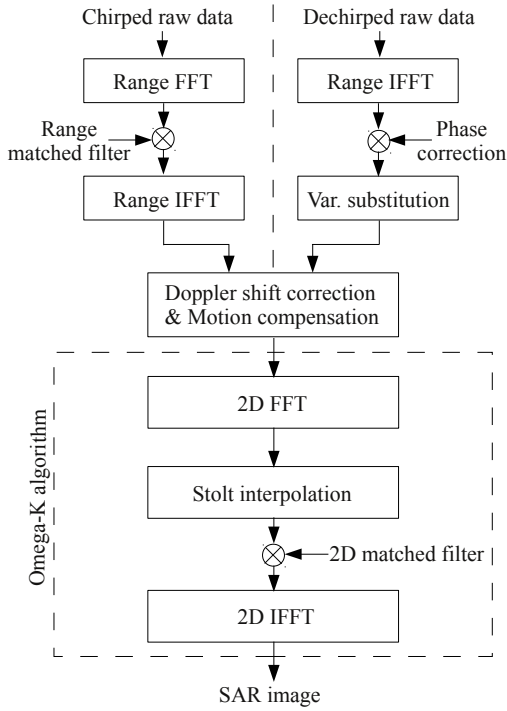 Chirped raw data
Dechirped raw data
Range FFT
Range IFFT
Range
matched filter
Phase
correction
Range IFFT
Var. substitution
Doppler shift correction
& Motion compensation
Omega-K algorithm
2D FFT
Stolt interpolation
2D matched filter
2D IFFT
SAR image